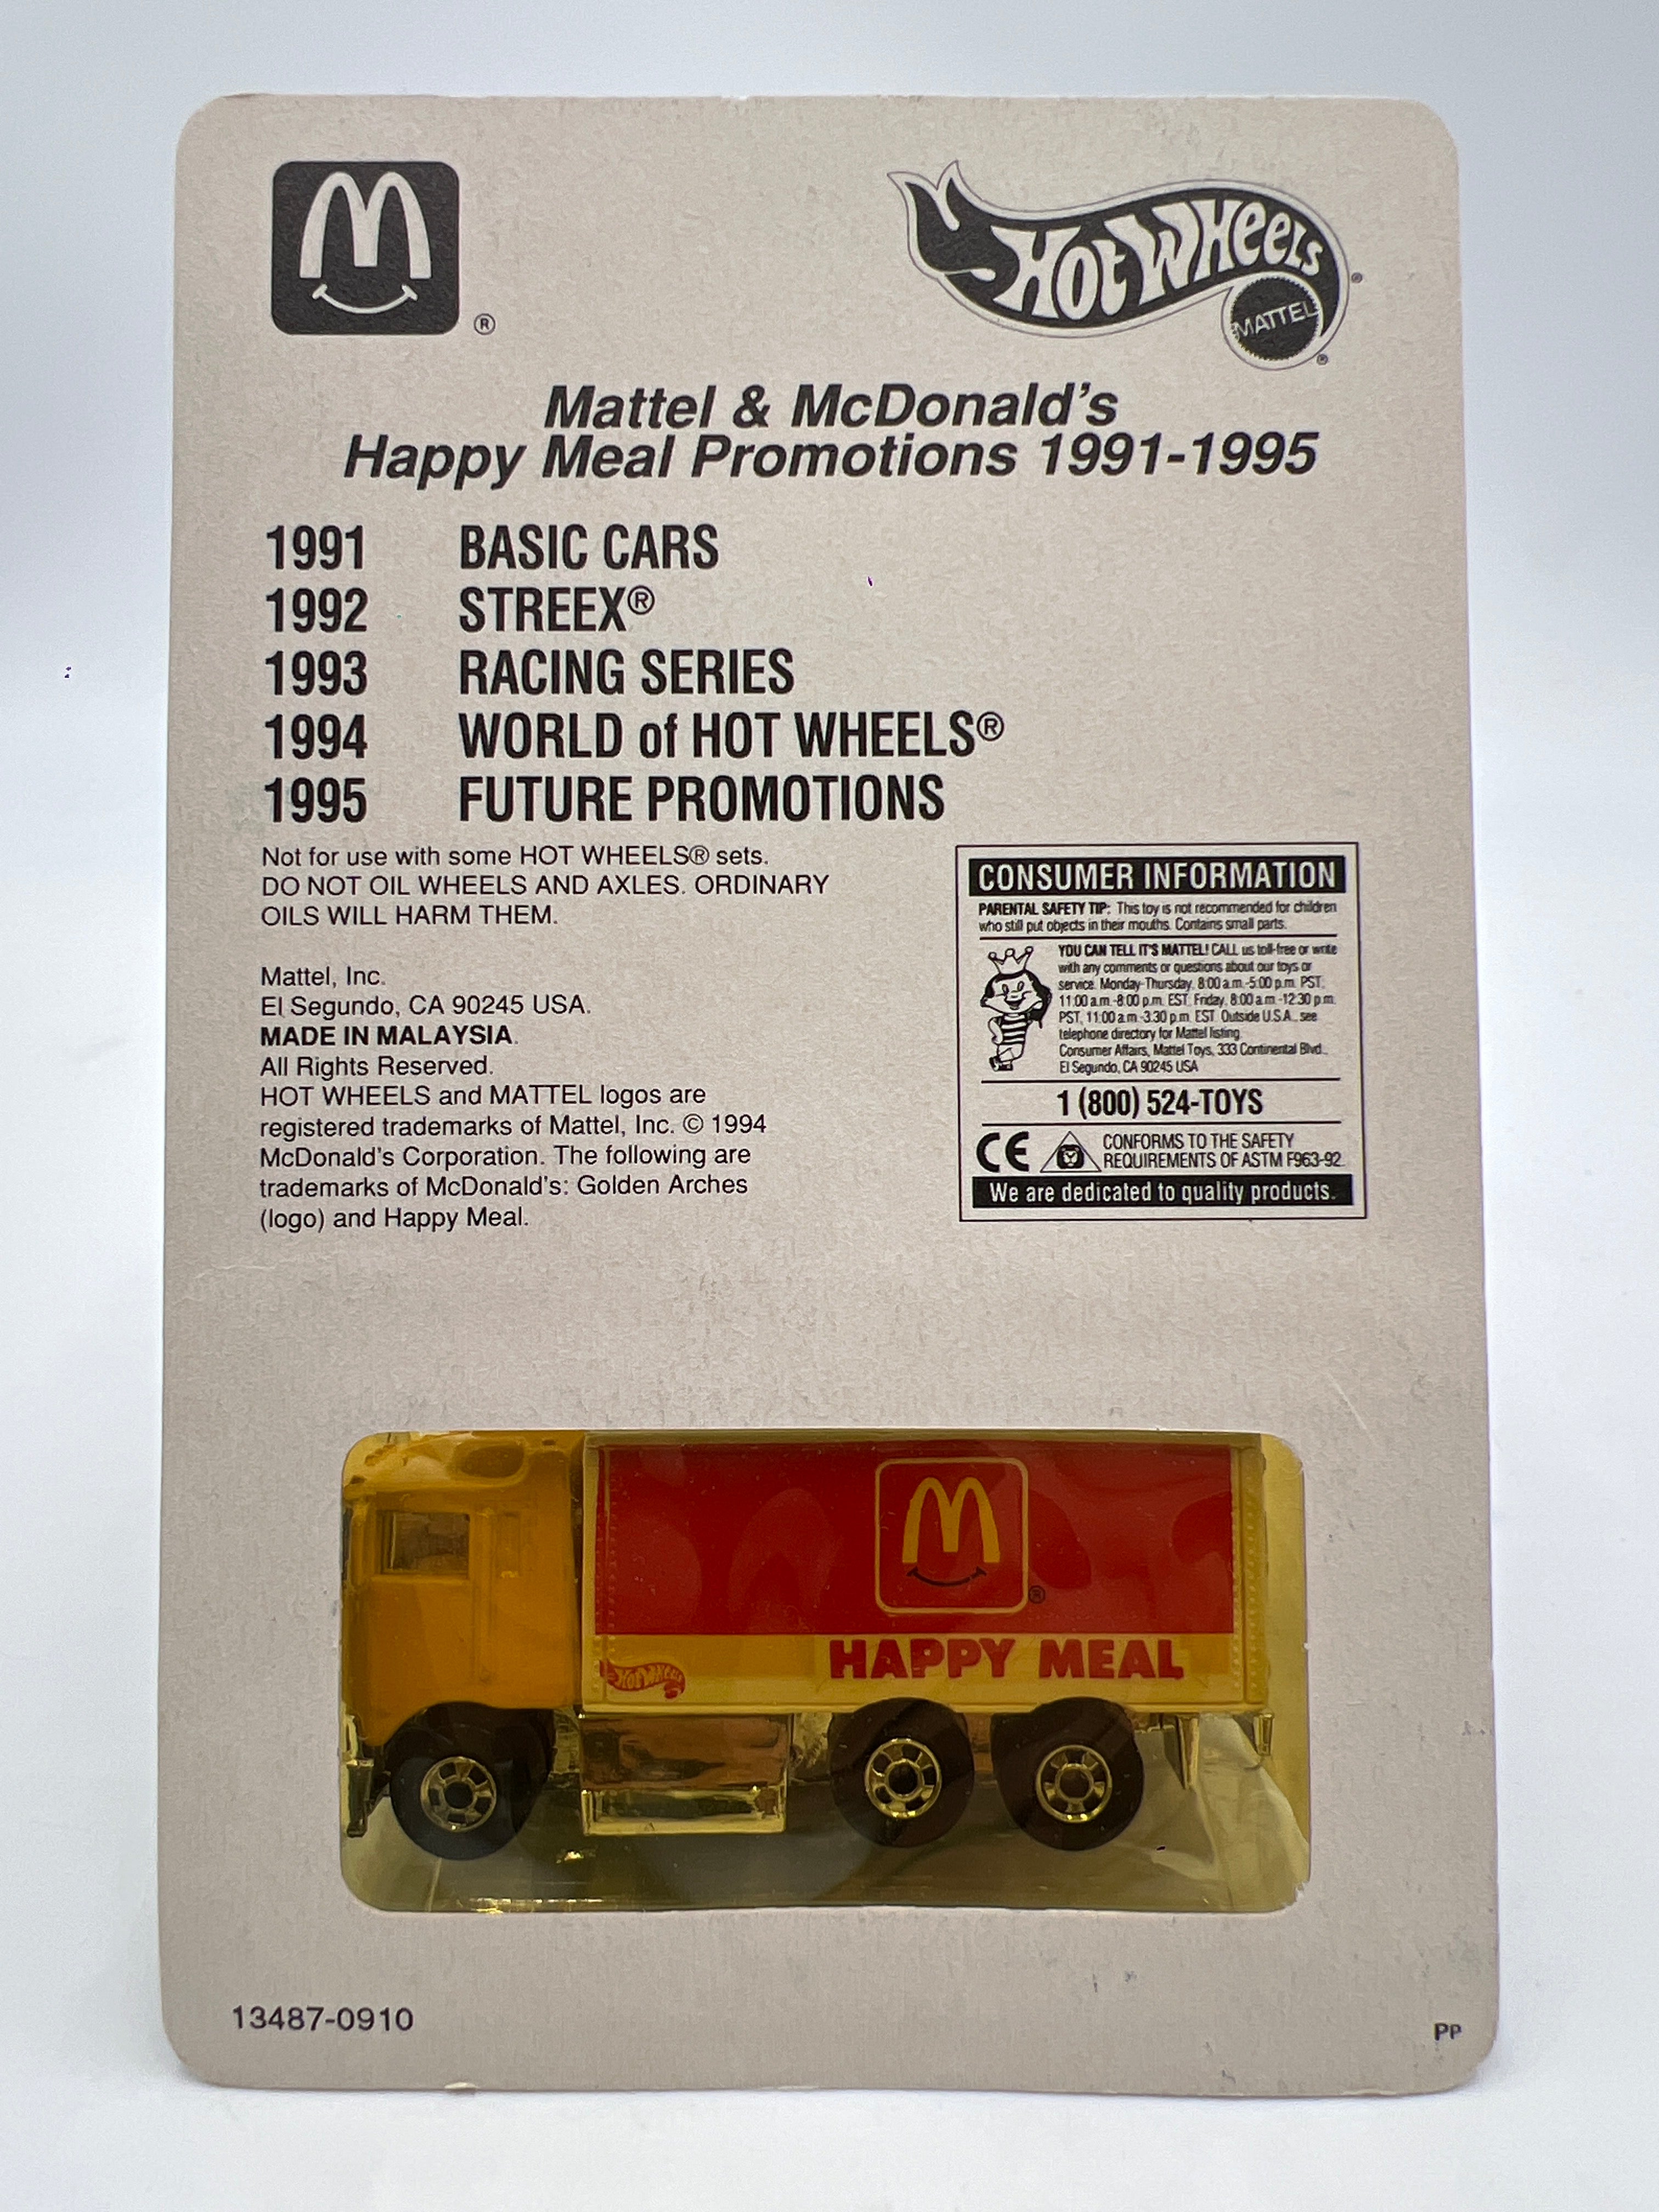 M
®
HOT WHEELS
®
MATTEL
®
Mattel & McDonald's
Happy Meal Promotions 1991-1995
1991 BASIC CARS
1992 STREEX®
1993 RACING SERIES
1994 WORLD of HOT WHEELS®
1995 FUTURE PROMOTIONS
Not for use with some HOT WHEELS® sets.
DO NOT OIL WHEELS AND AXLES. ORDINARY
OILS WILL HARM THEM.
Mattel, Inc.
El Segundo, CA 90245 USA.
MADE IN MALAYSIA.
All Rights Reserved.
HOT WHEELS and MATTEL logos are
registered trademarks of Mattel, Inc. © 1994
McDonald's Corporation. The following are
trademarks of McDonald's: Golden Arches
(logo) and Happy Meal.
CONSUMER INFORMATION
PARENTAL SAFETY TIP: This toy is not recommended for children
who still put objects in their mouths. Contains small parts.
YOU CAN TELL IT'S MATTEL! CALL us toll-free or write
with any comments or questions about our toys or
service. Monday-Thursday, 8:00 a.m.-5:00 p.m. PST;
11:00 a.m.-8:00 p.m. EST. Friday, 8:00 a.m.-12:30 p.m.
PST, 11:00 a.m.-3:30 p.m. EST. Outside U.S.A., see
telephone directory for Mattel listing.
Consumer Affairs, Mattel Toys, 333 Continental Blvd.,
El Segundo, CA 90245 USA
1 (800) 524-TOYS
CE
CONFORMS TO THE SAFETY
REQUIREMENTS OF ASTM F963-92.
We are dedicated to quality products.
M
®
HAPPY MEAL
HOT WHEELS
13487-0910
PP